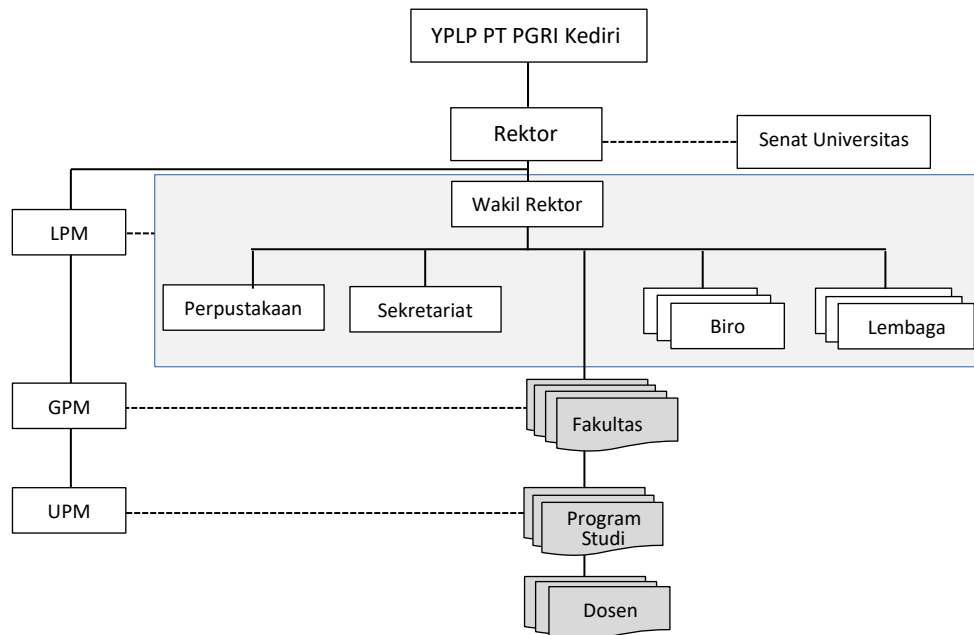 YPLP PT PGRI Kediri
Rektor
Senat Universitas
Wakil Rektor
LPM
Perpustakaan
Sekretariat
Biro
Lembaga
GPM
Fakultas
UPM
Program
Studi
Dosen